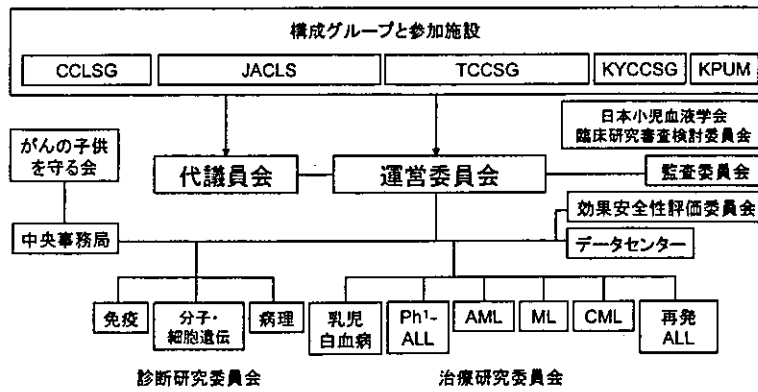 構成グループと参加施設
CCLSG JACLS TCCSG KYCCSG KPUM
日本小児血液学会
臨床研究審査検討委員会
がんの子供
を守る会
代議員会 運営委員会 監査委員会
効果安全性評価委員会
中央事務局 データセンター
免疫 分子・
細胞遺伝 病理 乳児
白血病 Ph¹-
ALL AML ML CML 再発
ALL
診断研究委員会 治療研究委員会